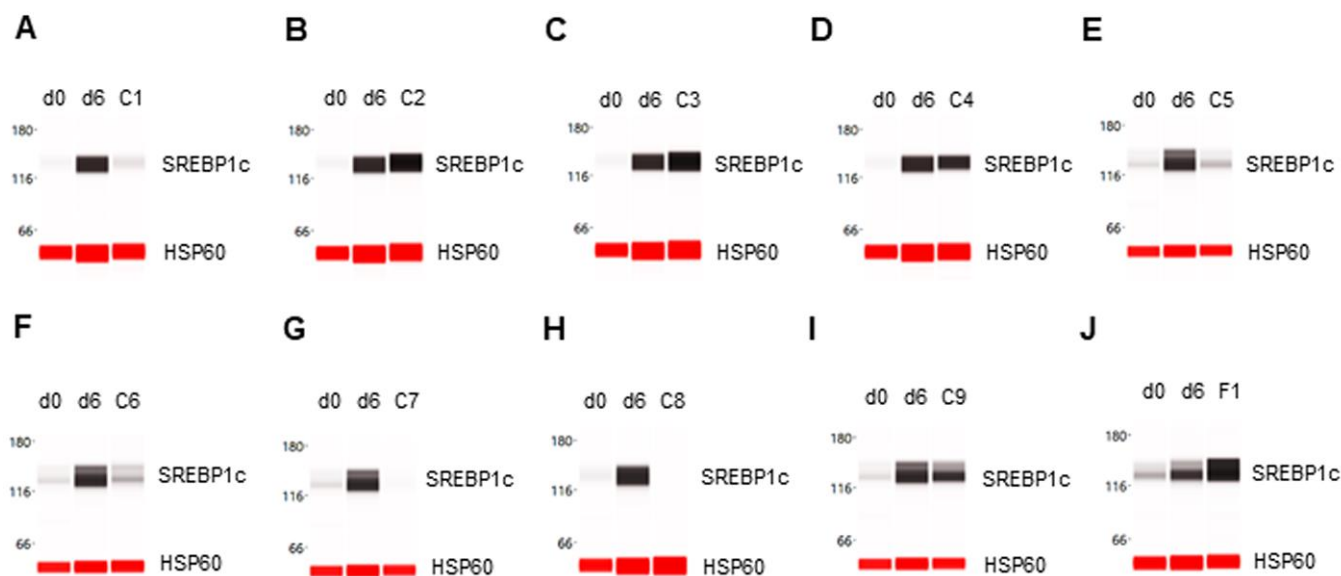 A
d0 d6 C1
180
SREBP1c
116
66
HSP60
B
d0 d6 C2
180
SREBP1c
116
66
HSP60
C
d0 d6 C3
180
SREBP1c
116
66
HSP60
D
d0 d6 C4
180
SREBP1c
116
66
HSP60
E
d0 d6 C5
180
SREBP1c
116
66
HSP60
F
d0 d6 C6
180
SREBP1c
116
66
HSP60
G
d0 d6 C7
180
SREBP1c
116
66
HSP60
H
d0 d6 C8
180
SREBP1c
116
66
HSP60
I
d0 d6 C9
180
SREBP1c
116
66
HSP60
J
d0 d6 F1
180
SREBP1c
116
66
HSP60